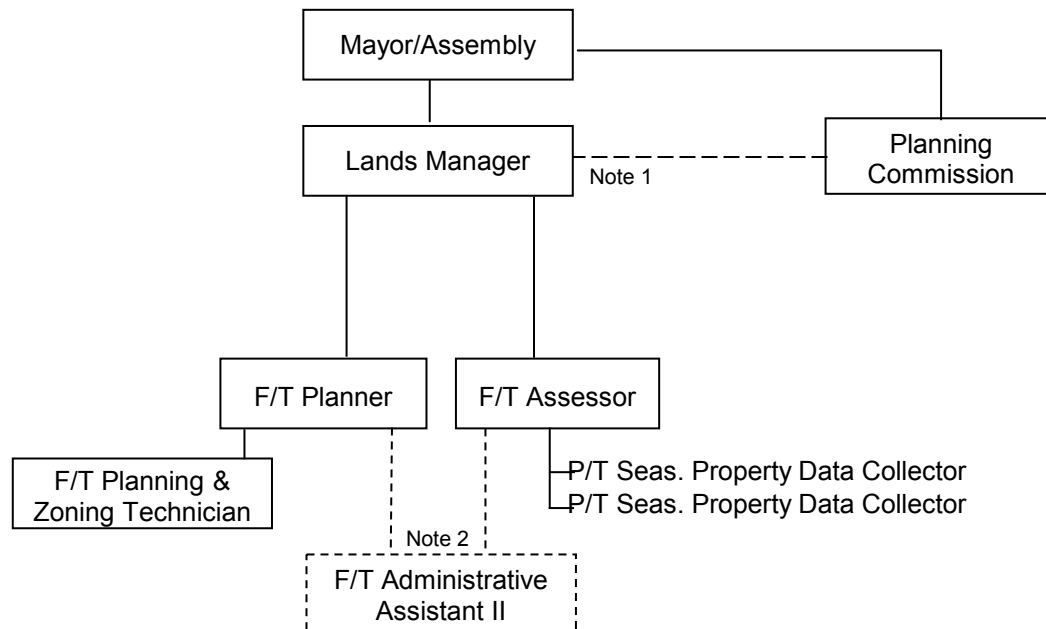 Mayor/Assembly
Lands Manager
Note 1
Planning
Commission
F/T Planner
F/T Assessor
F/T Planning &
Zoning Technician
P/T Seas. Property Data Collector
P/T Seas. Property Data Collector
Note 2
F/T Administrative
Assistant II